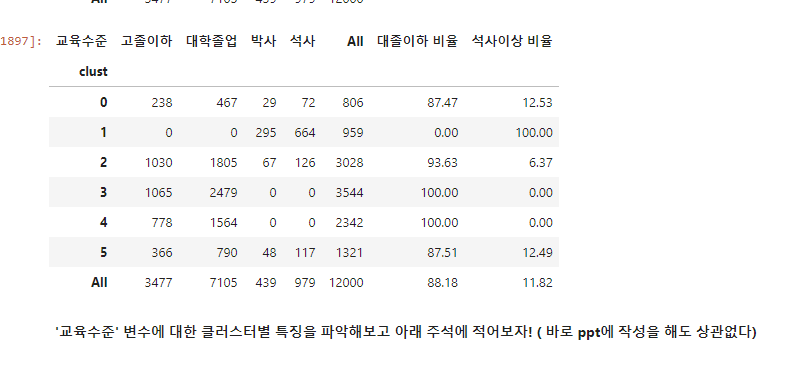 All 3477 7105 439 979 12000
1897]: 교육수준 고졸이하 대학졸업 박사 석사 All 대졸이하 비율 석사이상 비율
clust
0 238 467 29 72 806 87.47 12.53
1 0 0 295 664 959 0.00 100.00
2 1030 1805 67 126 3028 93.63 6.37
3 1065 2479 0 0 3544 100.00 0.00
4 778 1564 0 0 2342 100.00 0.00
5 366 790 48 117 1321 87.51 12.49
All 3477 7105 439 979 12000 88.18 11.82
'교육수준' 변수에 대한 클러스터별 특징을 파악해보고 아래 주석에 적어보자! ( 바로 ppt에 작성을 해도 상관없다)